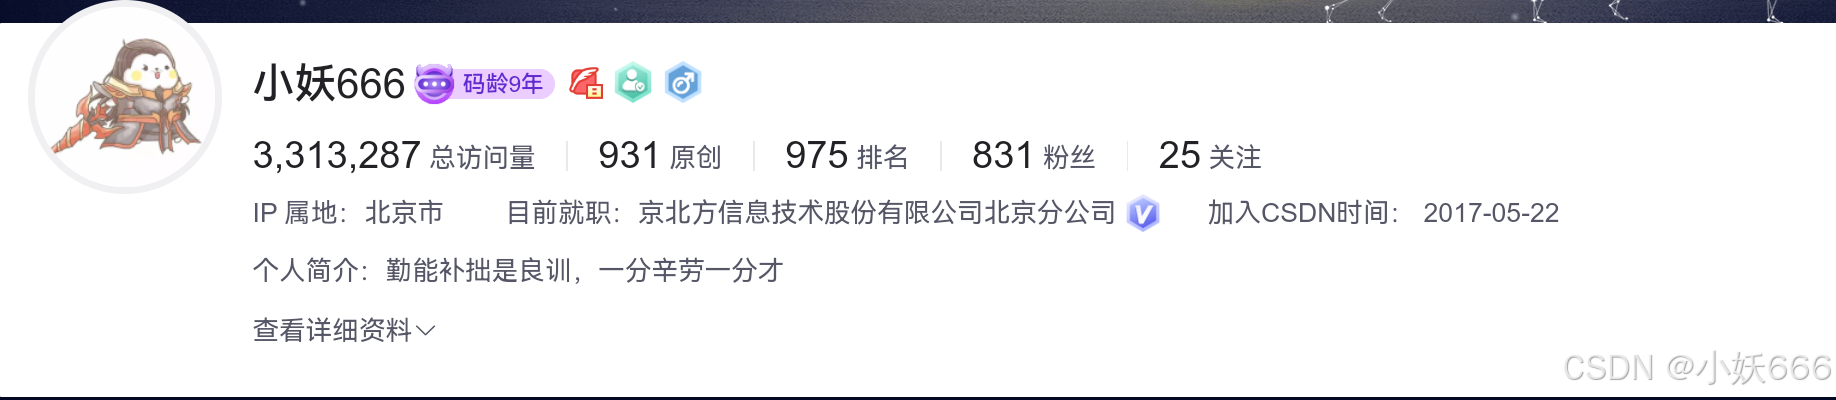 小妖666 码龄9年
3,313,287 总访问量 931 原创 975 排名 831 粉丝 25 关注
IP 属地：北京市 目前就职：京北方信息技术股份有限公司北京分公司 V 加入CSDN时间： 2017-05-22
个人简介：勤能补拙是良训，一分辛劳一分才
查看详细资料
CSDN @小妖666